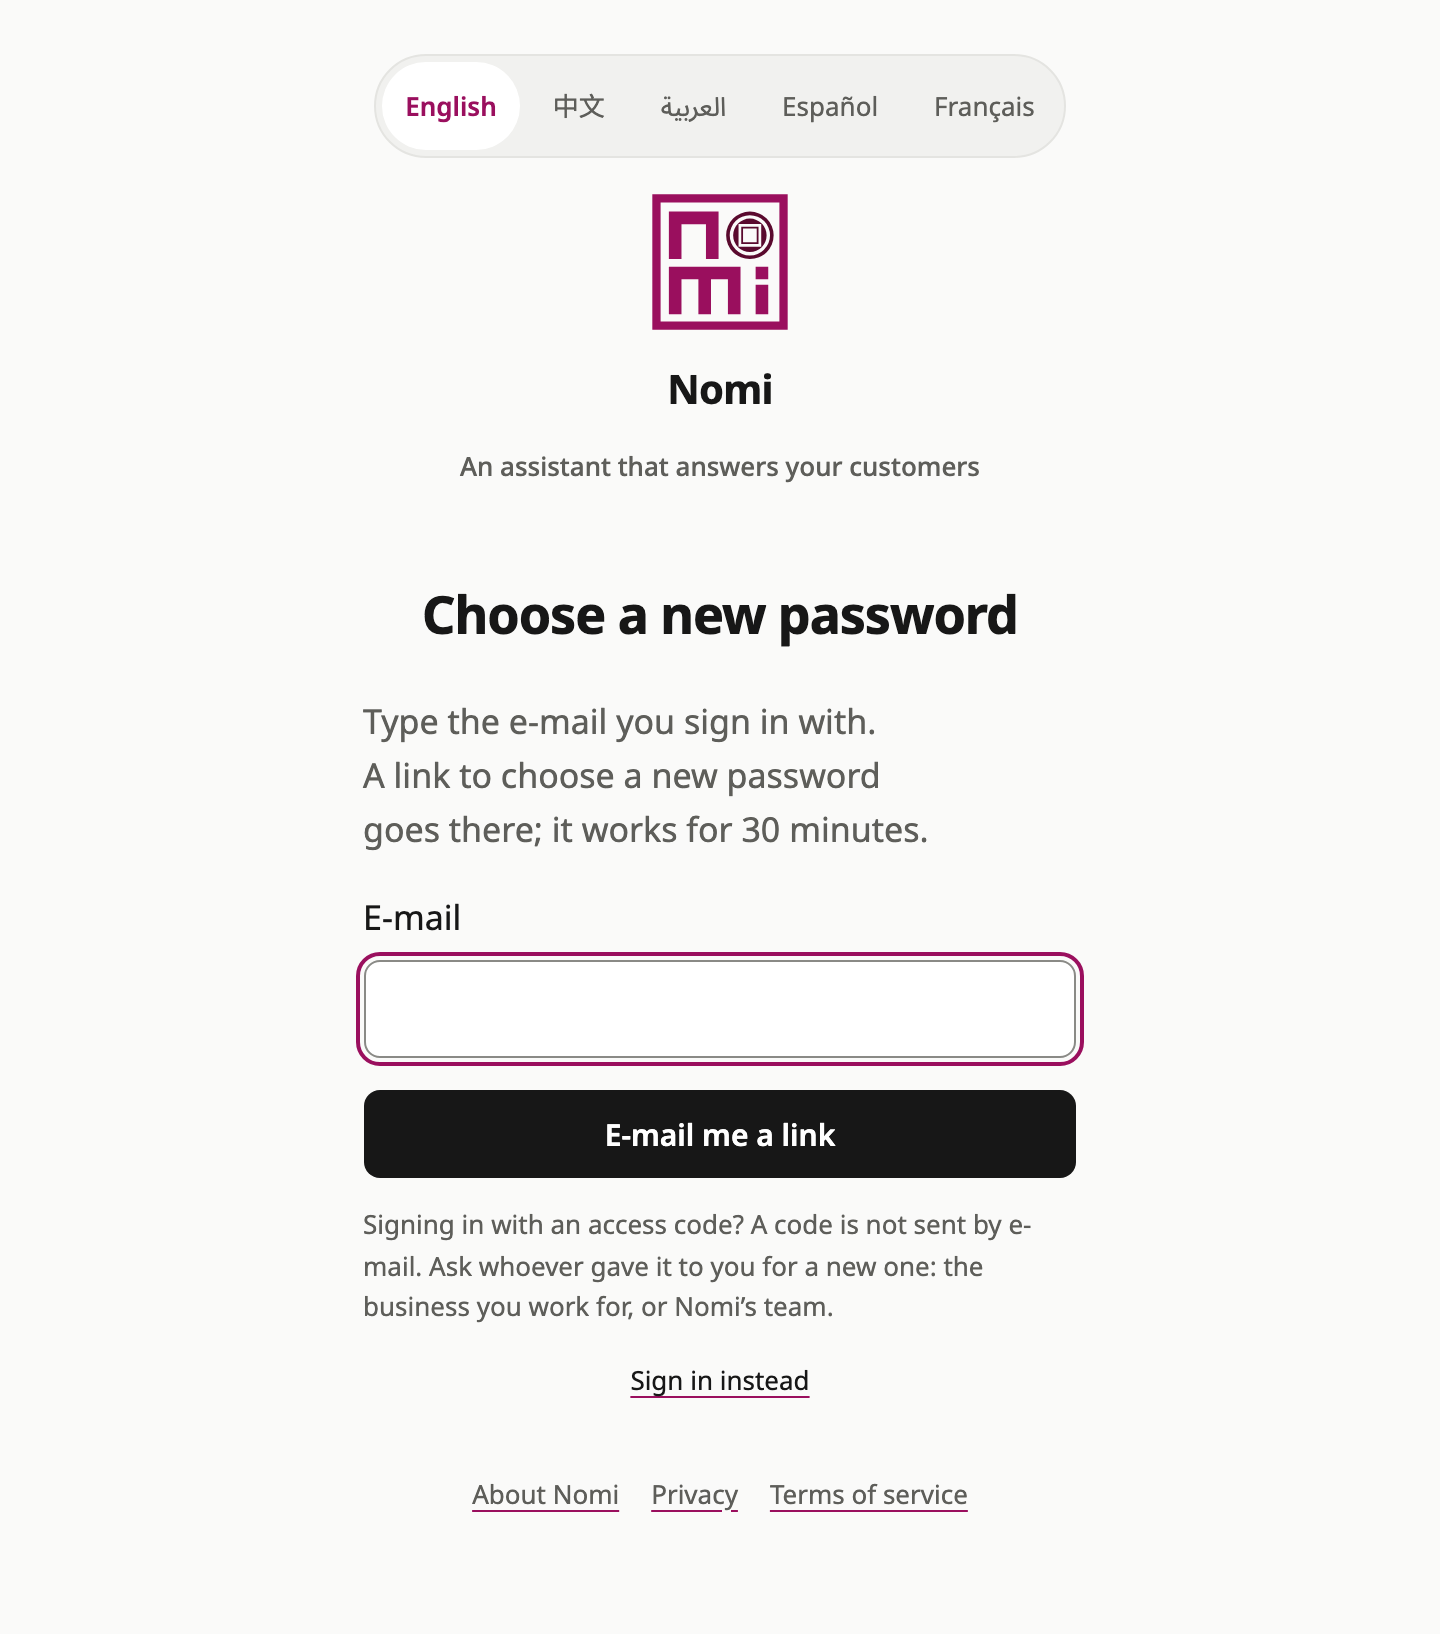 English
中文
العربية
Español
Français
nomi
Nomi
An assistant that answers your customers
Choose a new password
Type the e-mail you sign in with.
A link to choose a new password
goes there; it works for 30 minutes.
E-mail
E-mail me a link
Signing in with an access code? A code is not sent by e-
mail. Ask whoever gave it to you for a new one: the
business you work for, or Nomi’s team.
Sign in instead
About Nomi Privacy Terms of service